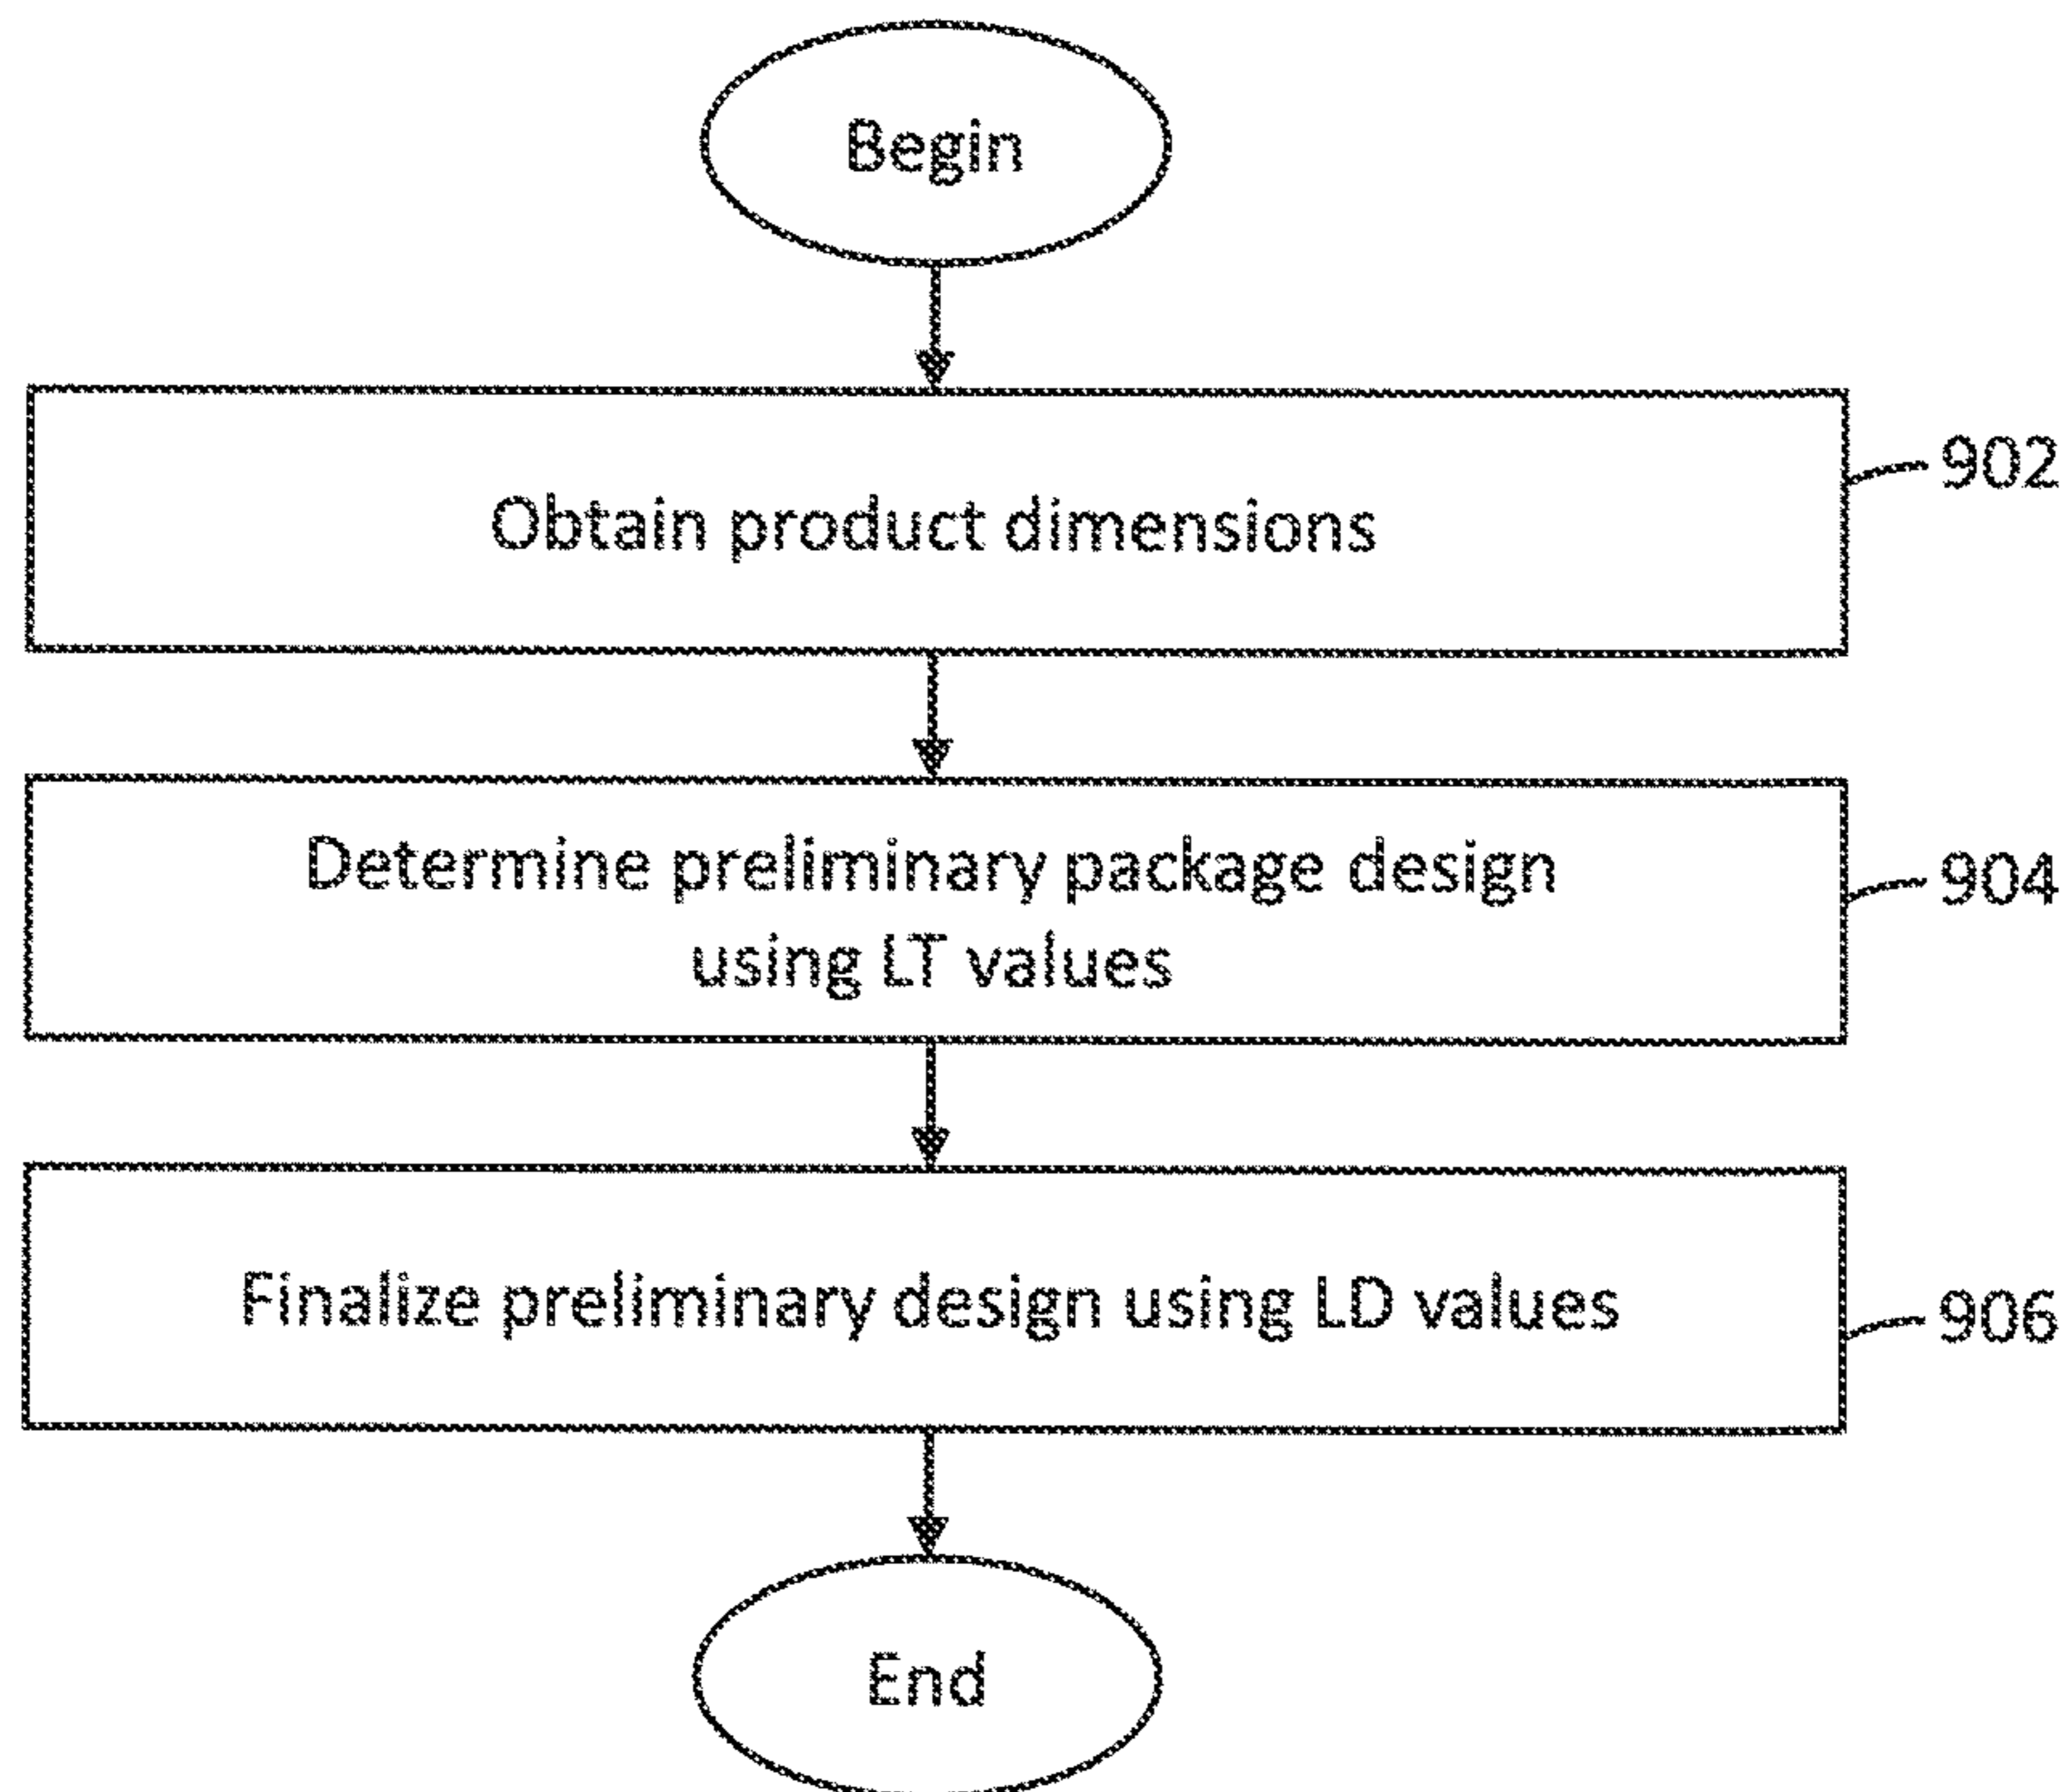 Begin
Obtain product dimensions
902
Determine preliminary package design
using LT values
904
Finalize preliminary design using LD values
906
End